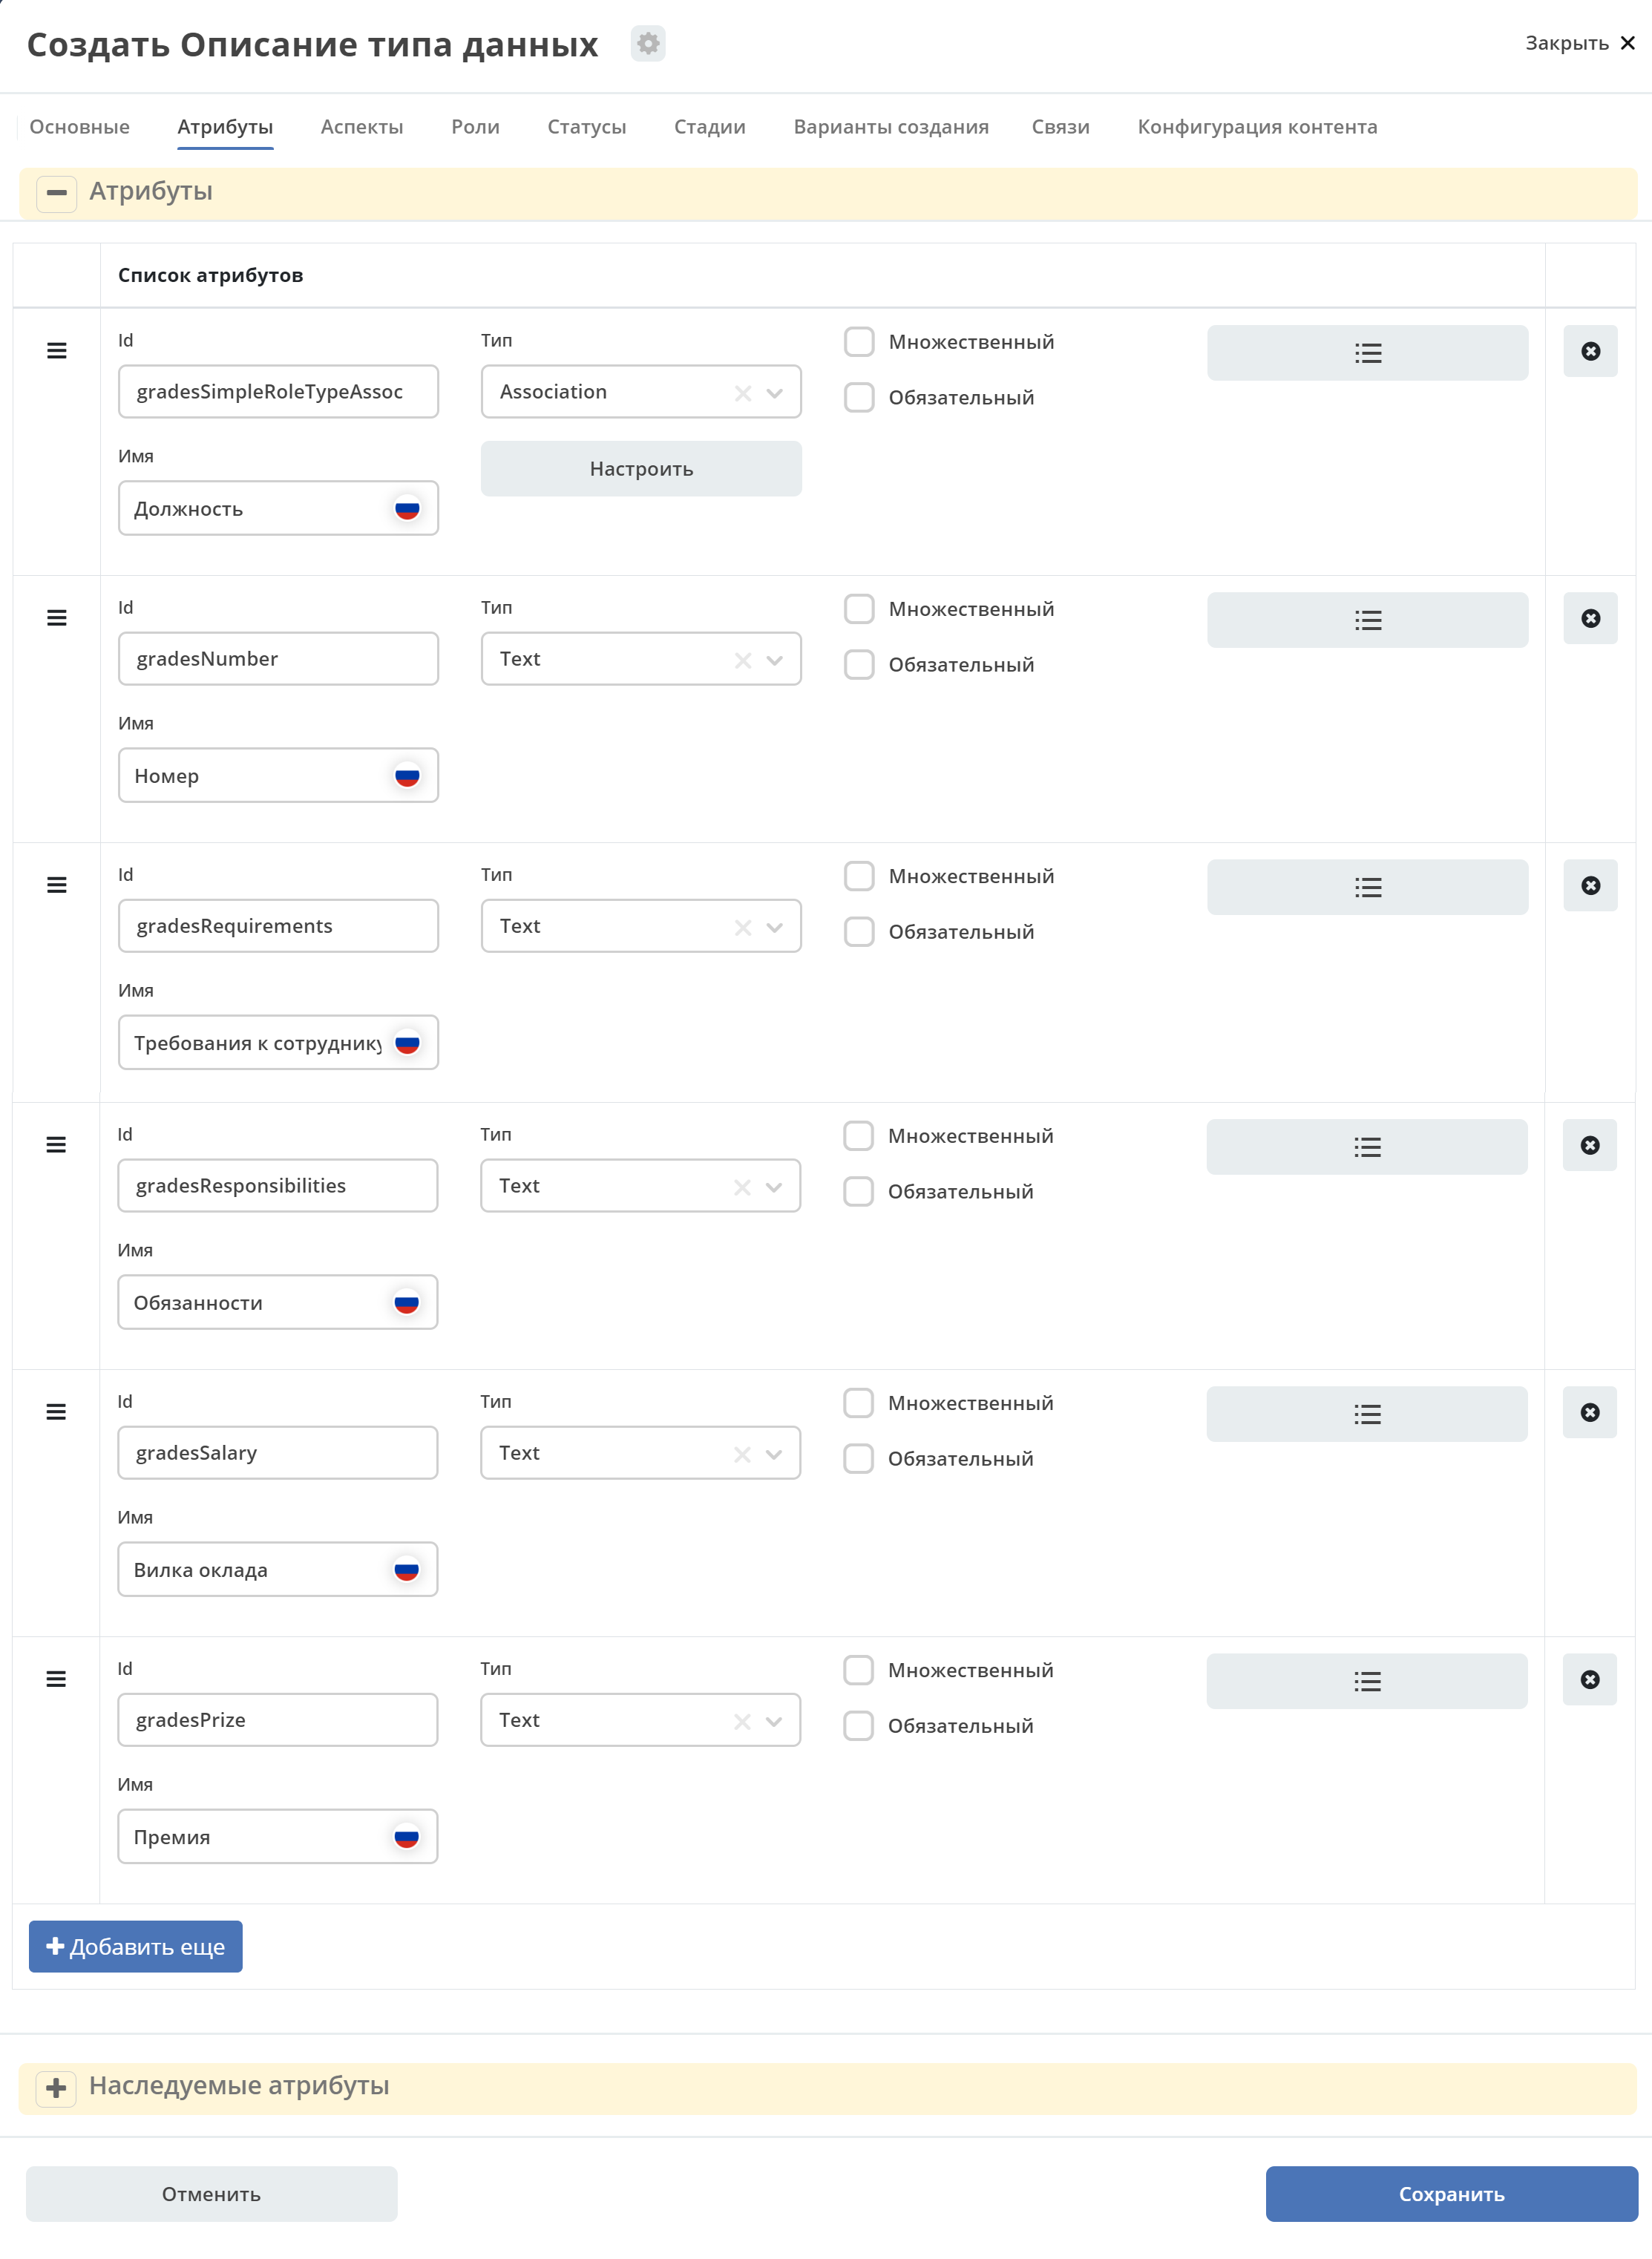 Создать Описание типа данных
Закрыть
Основные Атрибуты Аспекты Роли Статусы Стадии Варианты создания Связи Конфигурация контента
Атрибуты
Список атрибутов
Id Тип Множественный
gradesSimpleRoleTypeAssoc Association Обязательный
Имя Настроить
Должность
Id Тип Множественный
gradesNumber Text Обязательный
Имя
Номер
Id Тип Множественный
gradesRequirements Text Обязательный
Имя
Требования к сотруднику
Id Тип Множественный
gradesResponsibilities Text Обязательный
Имя
Обязанности
Id Тип Множественный
gradesSalary Text Обязательный
Имя
Вилка оклада
Id Тип Множественный
gradesPrize Text Обязательный
Имя
Премия
Добавить еще
Наследуемые атрибуты
Отменить Сохранить